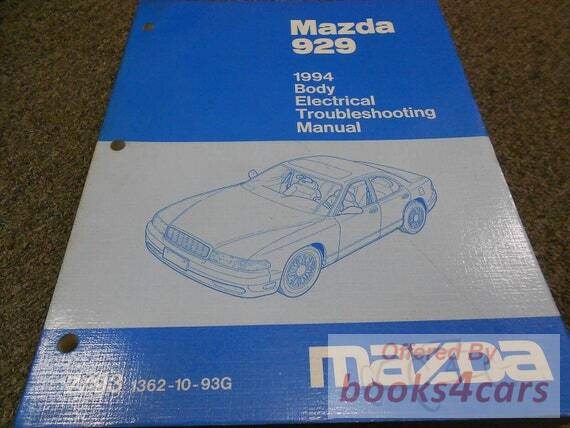 Mazda
929
1994
Body
Electrical
Troubleshooting
Manual
1362-10-93G
mazda
Offered By
books4cars